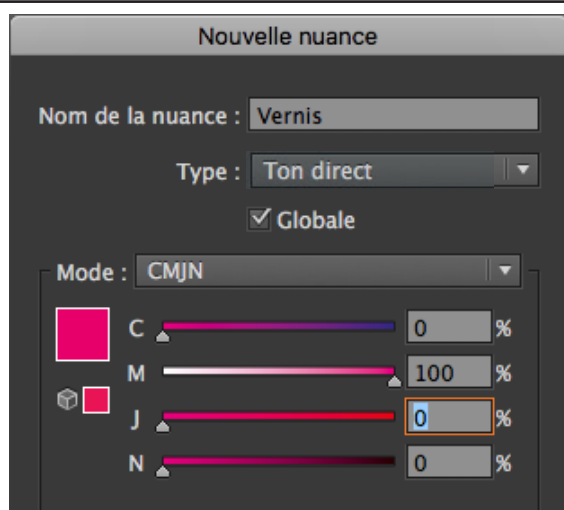 Nouvelle nuance
Nom de la nuance : Vernis
Type : Ton direct
Globale
Mode : CMJN
C 0 %
M 100 %
J 0 %
N 0 %